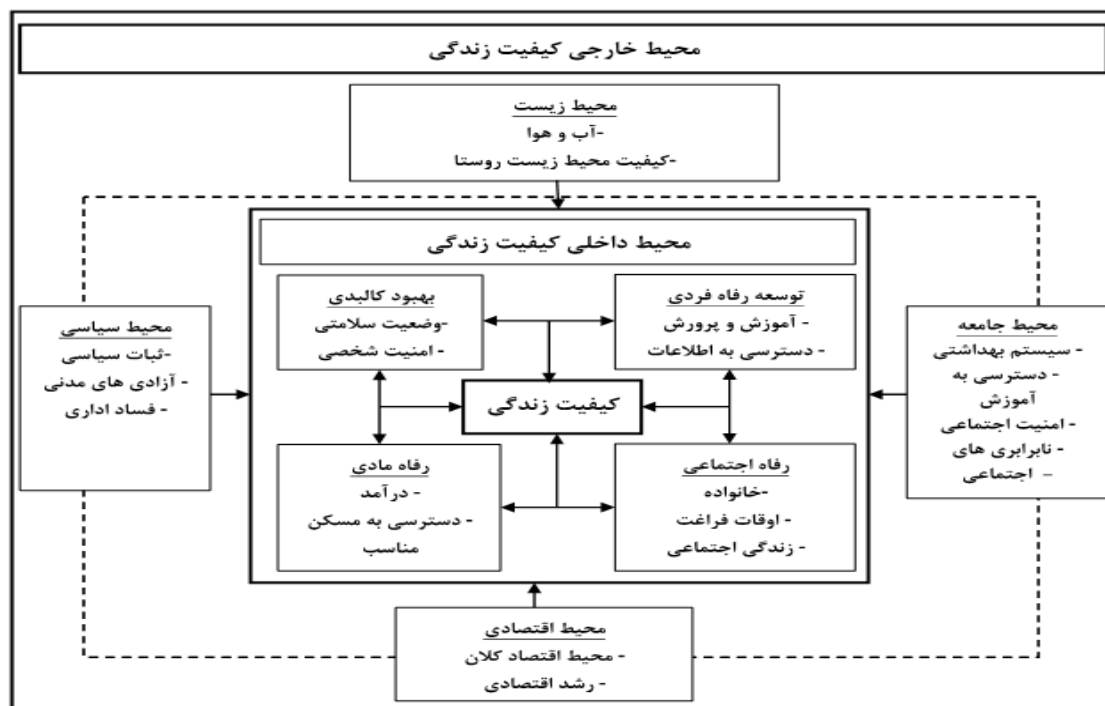 محیط خارجی کیفیت زندگی
محیط زیست
-آب و هوا
-کیفیت محیط زیست روستا
محیط داخلی کیفیت زندگی
توسعه رفاه فردی
- آموزش و پرورش
- دسترسی به اطلاعات
بهبود کالبدی
-وضعیت سلامتی
- امنیت شخصی
محیط جامعه
- سیستم بهداشتی
- دسترسی به
آموزش
- امنیت اجتماعی
- نابرابری های
- اجتماعی
محیط سیاسی
-ثبات سیاسی
- آزادی های مدنی
- فساد اداری
کیفیت زندگی
رفاه اجتماعی
-خانواده
- اوقات فراغت
- زندگی اجتماعی
رفاه مادی
- درآمد
- دسترسی به مسکن
مناسب
محیط اقتصادی
- محیط اقتصاد کلان
- رشد اقتصادی